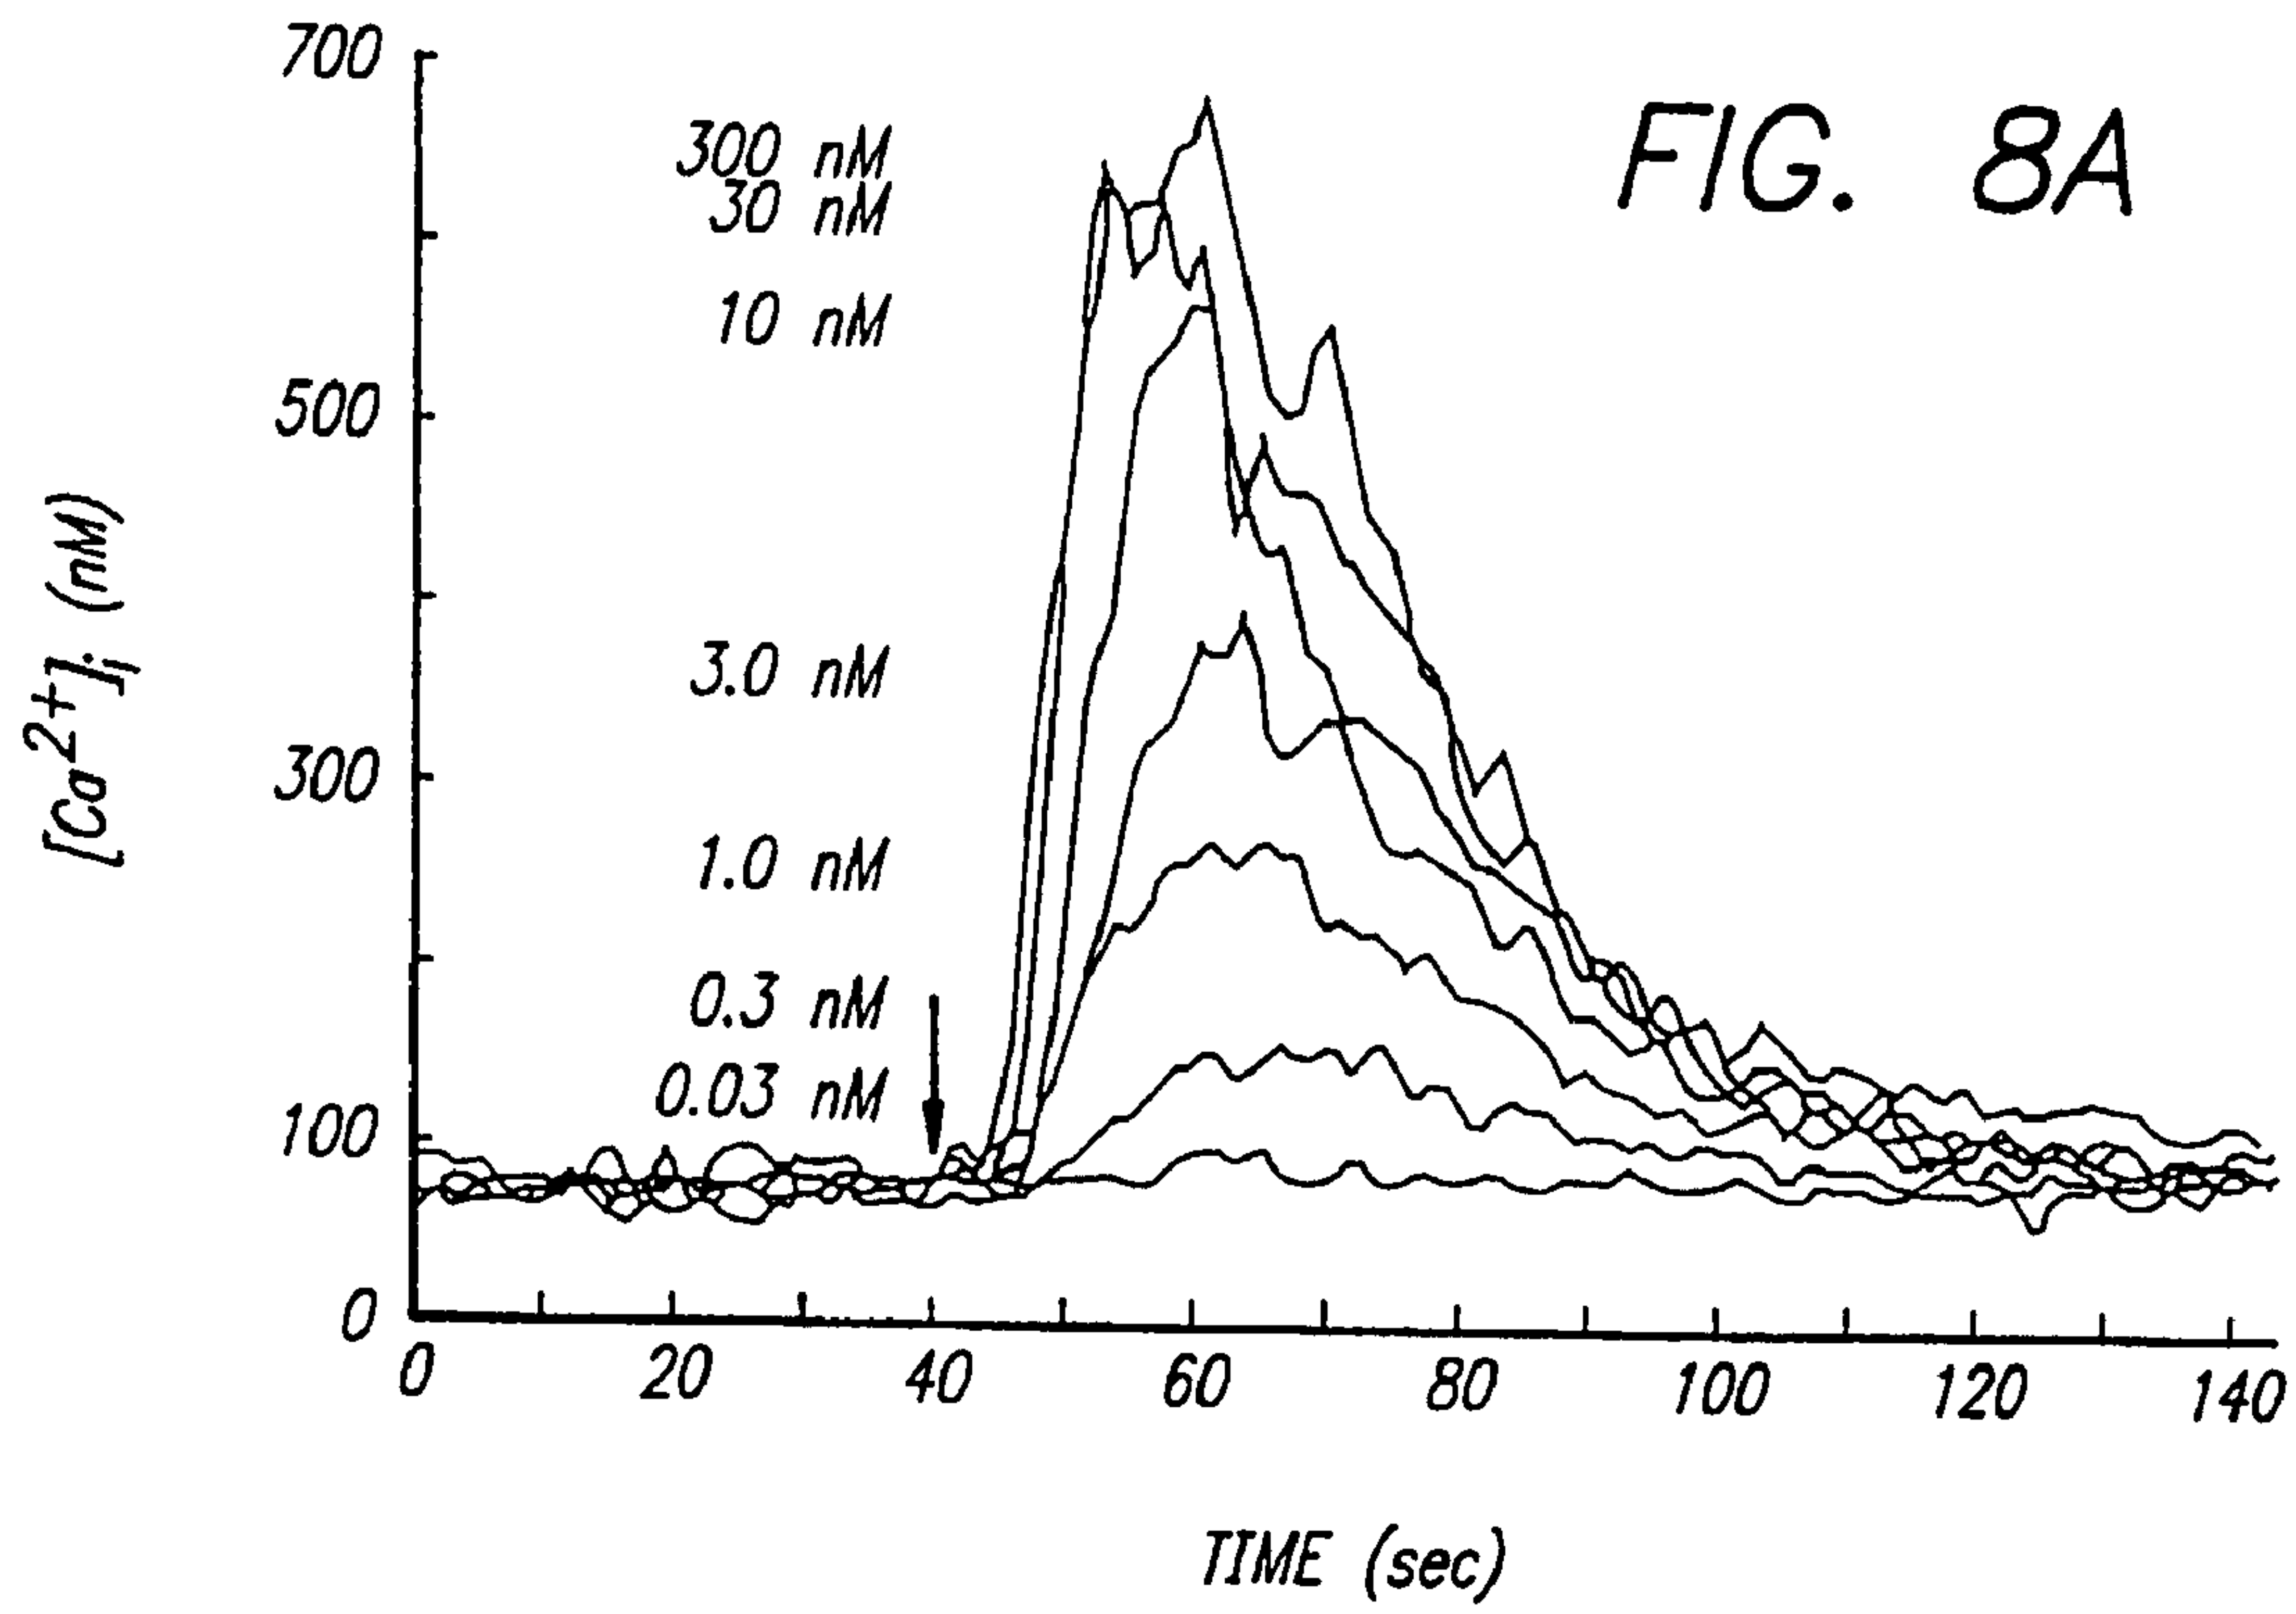 FIG. 8A
700
500
300
100
0
[Ca2+]i (nM)
300 nM
30 nM
10 nM
3.0 nM
1.0 nM
0.3 nM
0.03 nM
0 20 40 60 80 100 120 140
TIME (sec)